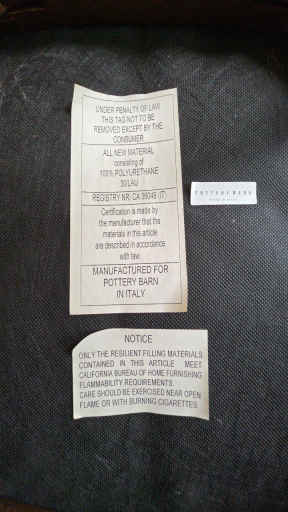 UNDER PENALTY OF LAW
THIS TAG NOT TO BE
REMOVED EXCEPT BY THE
CONSUMER
ALL NEW MATERIAL
consisting of
100% POLYURETHANE
30/LAU
REGISTRY NR. CA 36048 (IT)
Certification is made by
the manufacturer that the
materials in this article
are described in accordance
with law.
MANUFACTURED FOR
POTTERY BARN
IN ITALY
POTTERY BARN
NOTICE
ONLY THE RESILIENT FILLING MATERIALS
CONTAINED IN THIS ARTICLE MEET
CALIFORNIA BUREAU OF HOME FURNISHING
FLAMMABILITY REQUIREMENTS.
CARE SHOULD BE EXERCISED NEAR OPEN
FLAME OR WITH BURNING CIGARETTES